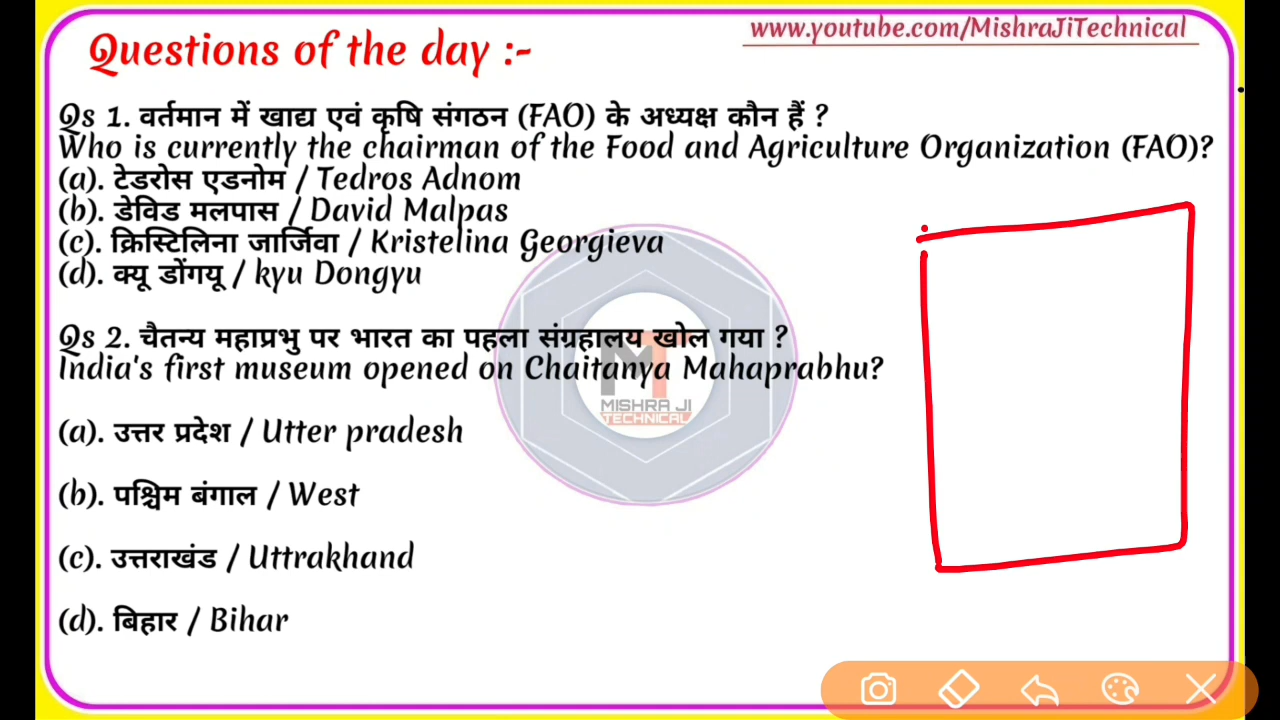 Questions of the day :-
www.youtube.com/MishraJiTechnical
Qs 1. वर्तमान में खाद्य एवं कृषि संगठन (FAO) के अध्यक्ष कौन हैं ?
Who is currently the chairman of the Food and Agriculture Organization (FAO)?
(a). टेडरोस एडनोम / Tedros Adnom
(b). डेविड मलपास / David Malpas
(c). क्रिस्टिलिना जार्जिवा / Kristelina Georgieva
(d). क्यू डोंगयू / kyu Dongyu
Qs 2. चैतन्य महाप्रभु पर भारत का पहला संग्रहालय खोल गया ?
India's first museum opened on Chaitanya Mahaprabhu?
MT
MISHRA JI
TECHNICAL
(a). उत्तर प्रदेश / Utter pradesh
(b). पश्चिम बंगाल / West
(c). उत्तराखंड / Uttrakhand
(d). बिहार / Bihar